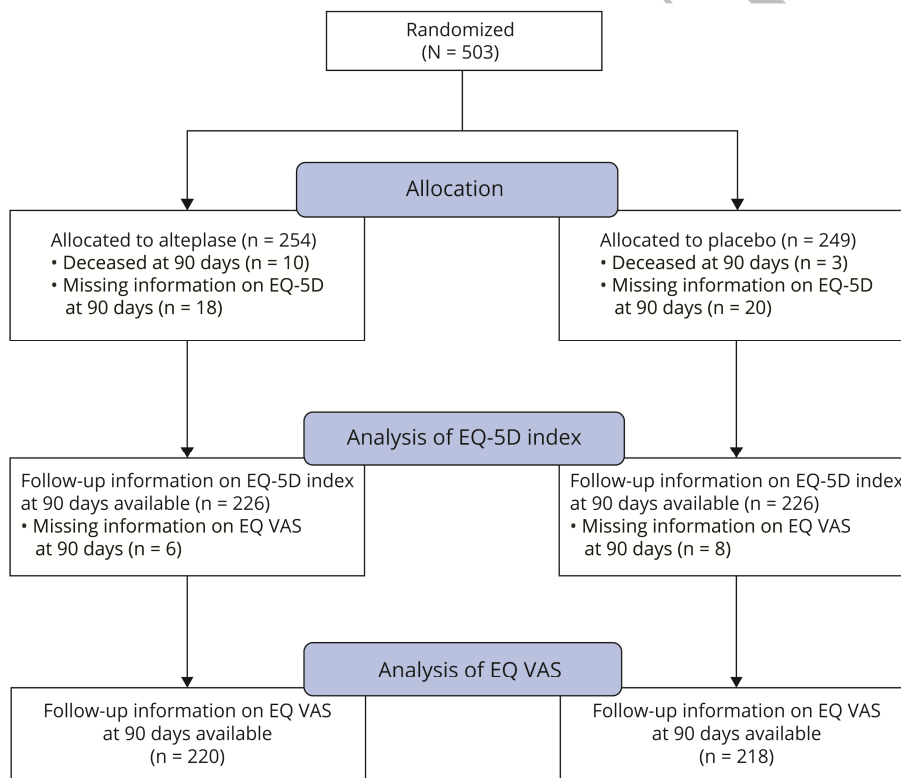 Randomized
(N = 503)
Allocation
Allocated to alteplase (n = 254)
• Deceased at 90 days (n = 10)
• Missing information on EQ-5D
at 90 days (n = 18)
Allocated to placebo (n = 249)
• Deceased at 90 days (n = 3)
• Missing information on EQ-5D
at 90 days (n = 20)
Analysis of EQ-5D index
Follow-up information on EQ-5D index
at 90 days available (n = 226)
• Missing information on EQ VAS
at 90 days (n = 6)
Follow-up information on EQ-5D index
at 90 days available (n = 226)
• Missing information on EQ VAS
at 90 days (n = 8)
Analysis of EQ VAS
Follow-up information on EQ VAS
at 90 days available
(n = 220)
Follow-up information on EQ VAS
at 90 days available
(n = 218)